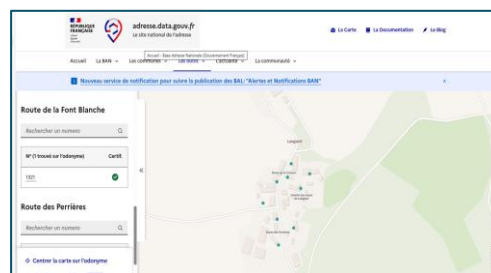 RÉPUBLIQUE
FRANÇAISE
adresse.data.gouv.fr
Le site national de l'adresse
La Carte La Documentation Le Blog
Accueil - Base Adresse Nationale (Gouvernement Français)
Accueil La BAN Les communes Les outils L'actualité La communauté
Nouveau service de notification pour suivre la publication des BAL: "Alertes et Notifications BAN"
Route de la Font Blanche
Rechercher un numéro
N° (1 trouvé sur l'odonyme) Certif.
1321
Route des Perrières
Rechercher un numéro
Centrer la carte sur l'odonyme